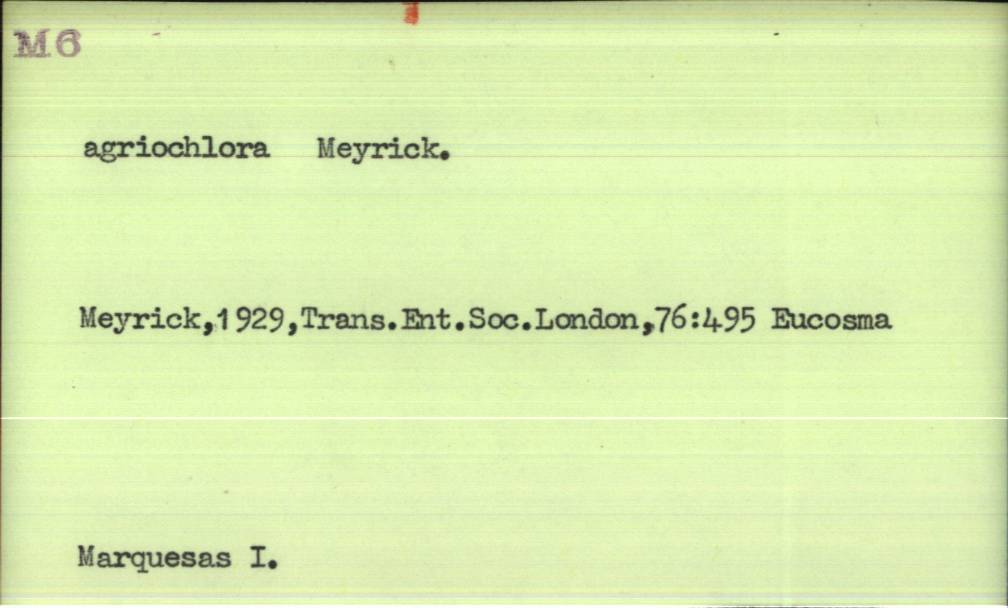 M6
agriochlora Meyrick.
Meyrick,1929,Trans.Ent.Soc.London,76:495 Eucosma
Marquesas I.